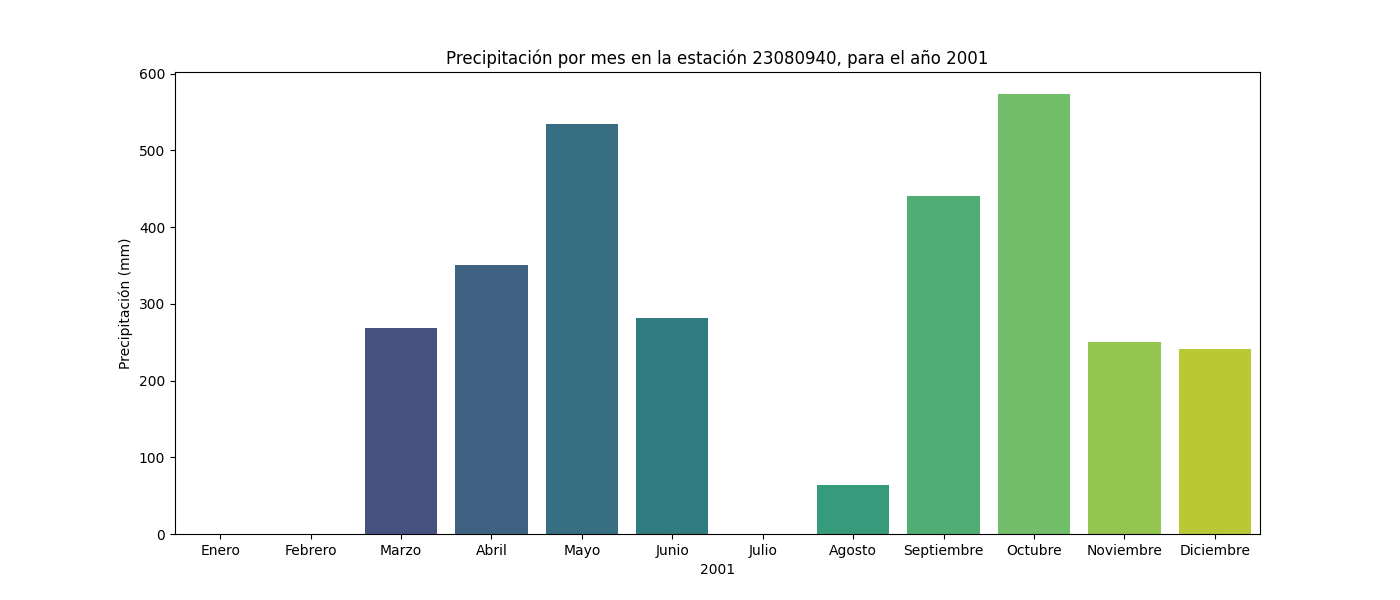 Precipitación por mes en la estación 23080940, para el año 2001
Precipitación (mm)
600
500
400
300
200
100
0
Enero Febrero Marzo Abril Mayo Junio Julio Agosto Septiembre Octubre Noviembre Diciembre
2001